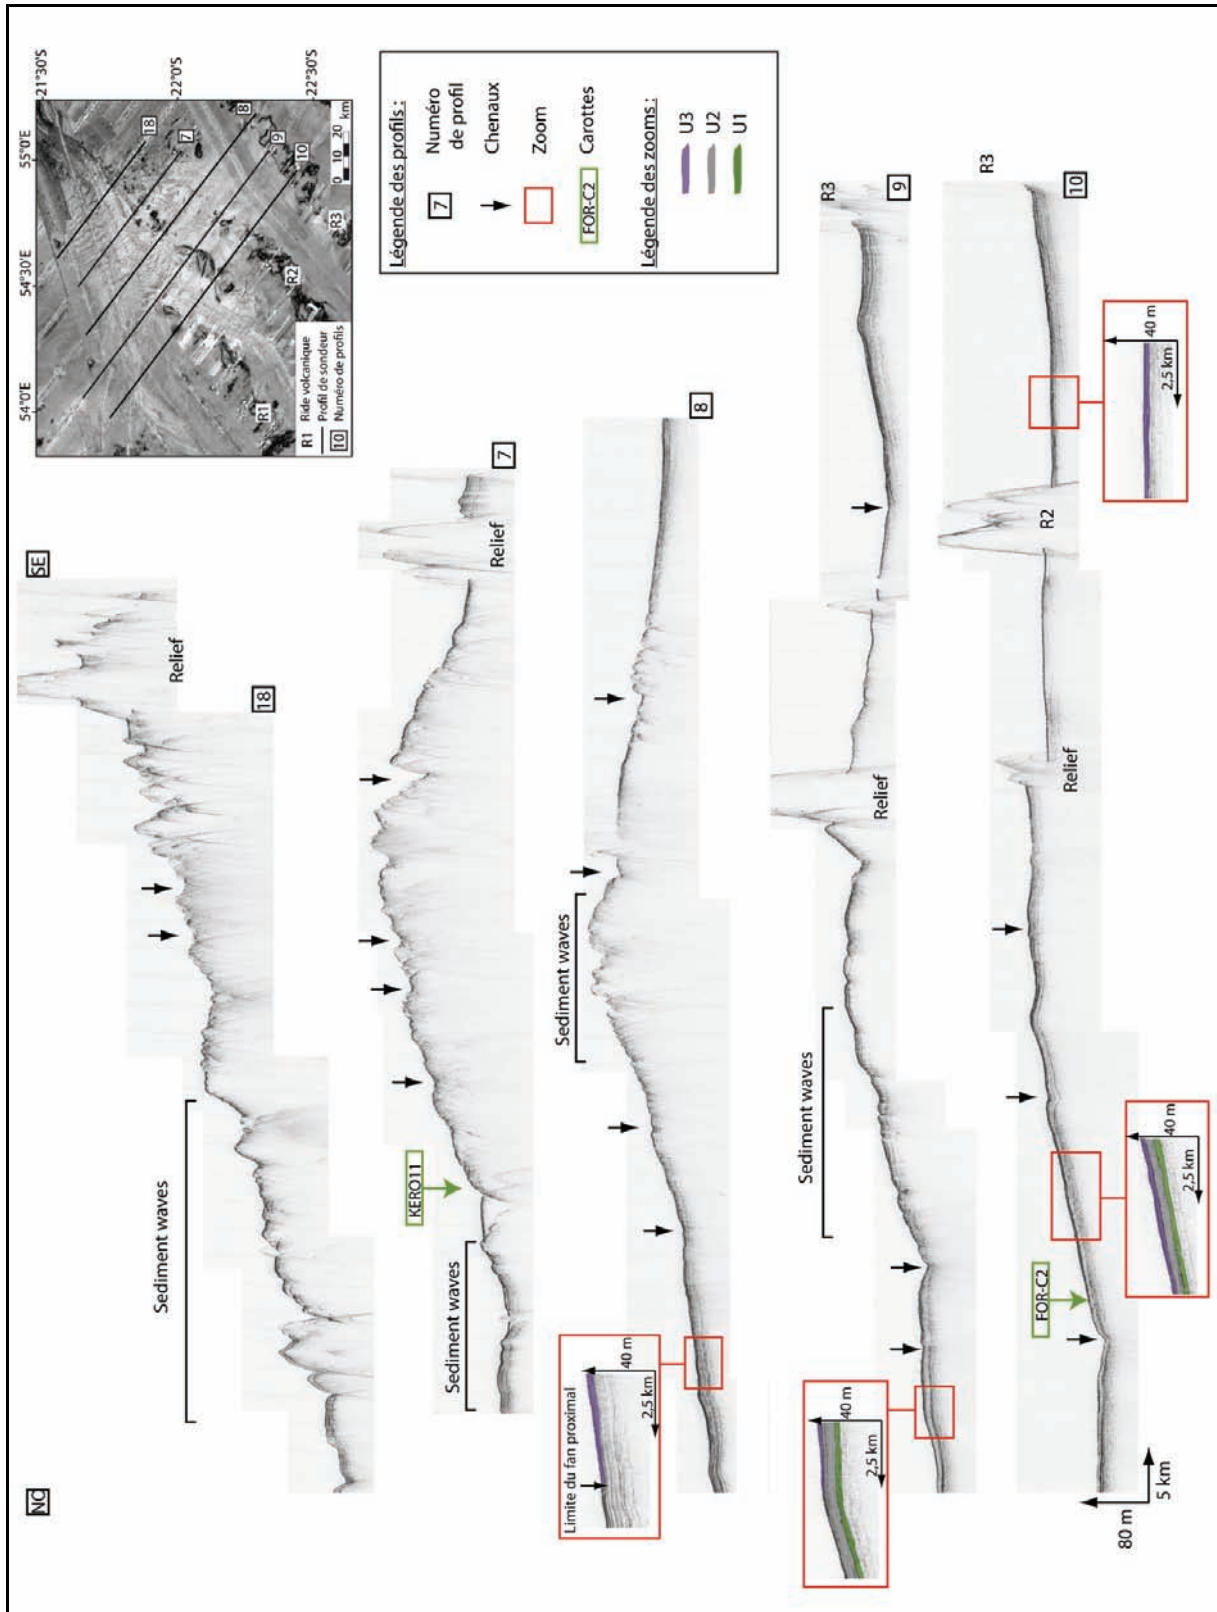 NO
SE
18
Relief
Sediment waves
7
Relief
KERO11
Sediment waves
8
Sediment waves
Limite du fan proximal
40 m
2,5 km
R3
9
Relief
Sediment waves
40 m
2,5 km
R3
10
R2
Relief
FOR-C2
40 m
2,5 km
40 m
2,5 km
80 m
5 km
54°0'E
54°30'E
55°0'E
21°30'S
22°0'S
22°30'S
18
7
8
9
10
R1
R2
R3
0 10 20
km
R1 Ride volcanique
Profil de sondeur
10 Numéro de profils
Légende des profils :
7 Numéro
de profil
Chenaux
Zoom
FOR-C2 Carottes
Légende des zooms :
U3
U2
U1